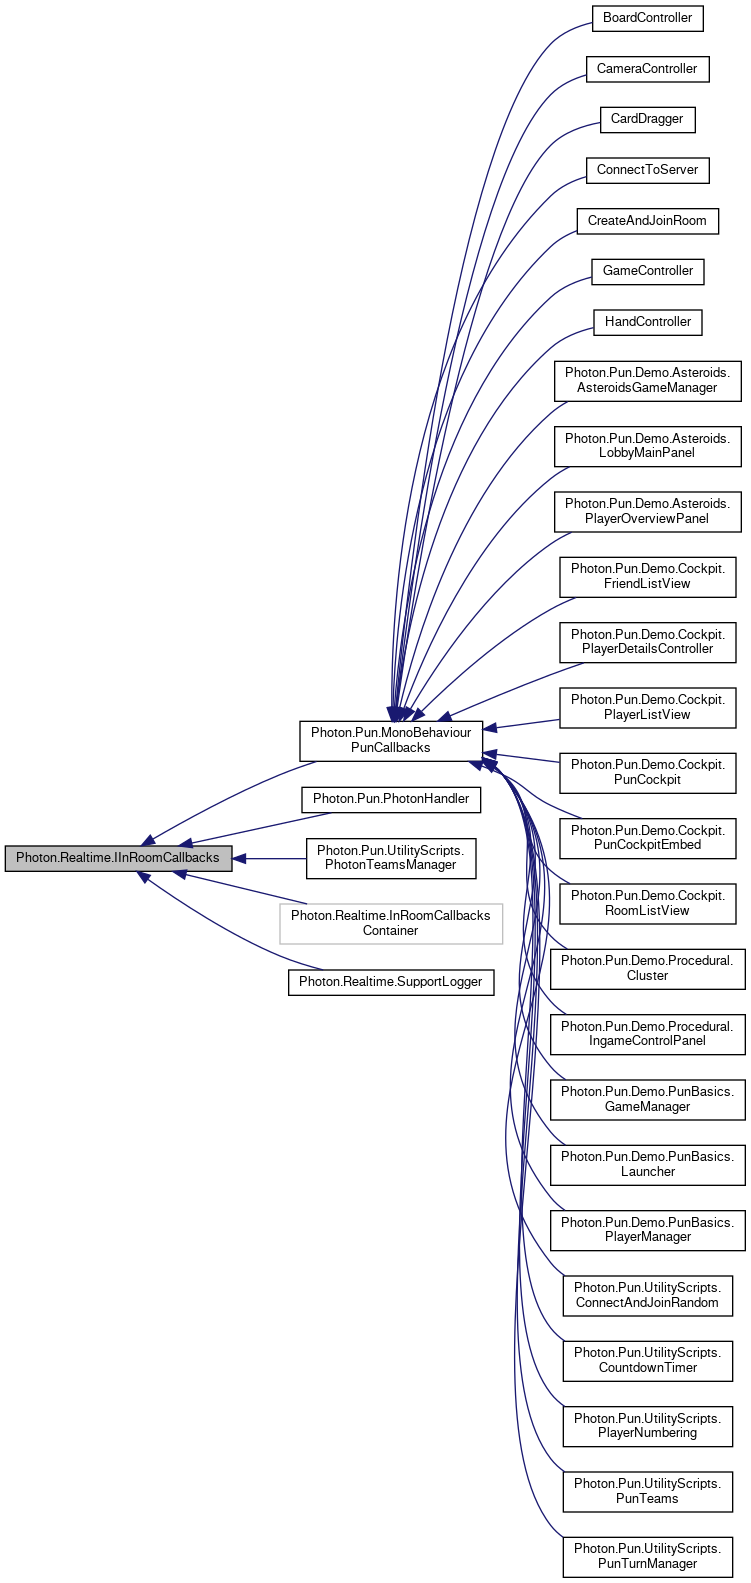 BoardController
CameraController
CardDragger
ConnectToServer
CreateAndJoinRoom
GameController
HandController
Photon.Pun.Demo.Asteroids.
AsteroidsGameManager
Photon.Pun.Demo.Asteroids.
LobbyMainPanel
Photon.Pun.Demo.Asteroids.
PlayerOverviewPanel
Photon.Pun.Demo.Cockpit.
FriendListView
Photon.Pun.Demo.Cockpit.
PlayerDetailsController
Photon.Pun.Demo.Cockpit.
PlayerListView
Photon.Pun.MonoBehaviour
PunCallbacks
Photon.Pun.Demo.Cockpit.
PunCockpit
Photon.Pun.PhotonHandler
Photon.Pun.Demo.Cockpit.
PunCockpitEmbed
Photon.Realtime.IInRoomCallbacks
Photon.Pun.UtilityScripts.
PhotonTeamsManager
Photon.Pun.Demo.Cockpit.
RoomListView
Photon.Realtime.InRoomCallbacks
Container
Photon.Pun.Demo.Procedural.
Cluster
Photon.Realtime.SupportLogger
Photon.Pun.Demo.Procedural.
IngameControlPanel
Photon.Pun.Demo.PunBasics.
GameManager
Photon.Pun.Demo.PunBasics.
Launcher
Photon.Pun.Demo.PunBasics.
PlayerManager
Photon.Pun.UtilityScripts.
ConnectAndJoinRandom
Photon.Pun.UtilityScripts.
CountdownTimer
Photon.Pun.UtilityScripts.
PlayerNumbering
Photon.Pun.UtilityScripts.
PunTeams
Photon.Pun.UtilityScripts.
PunTurnManager